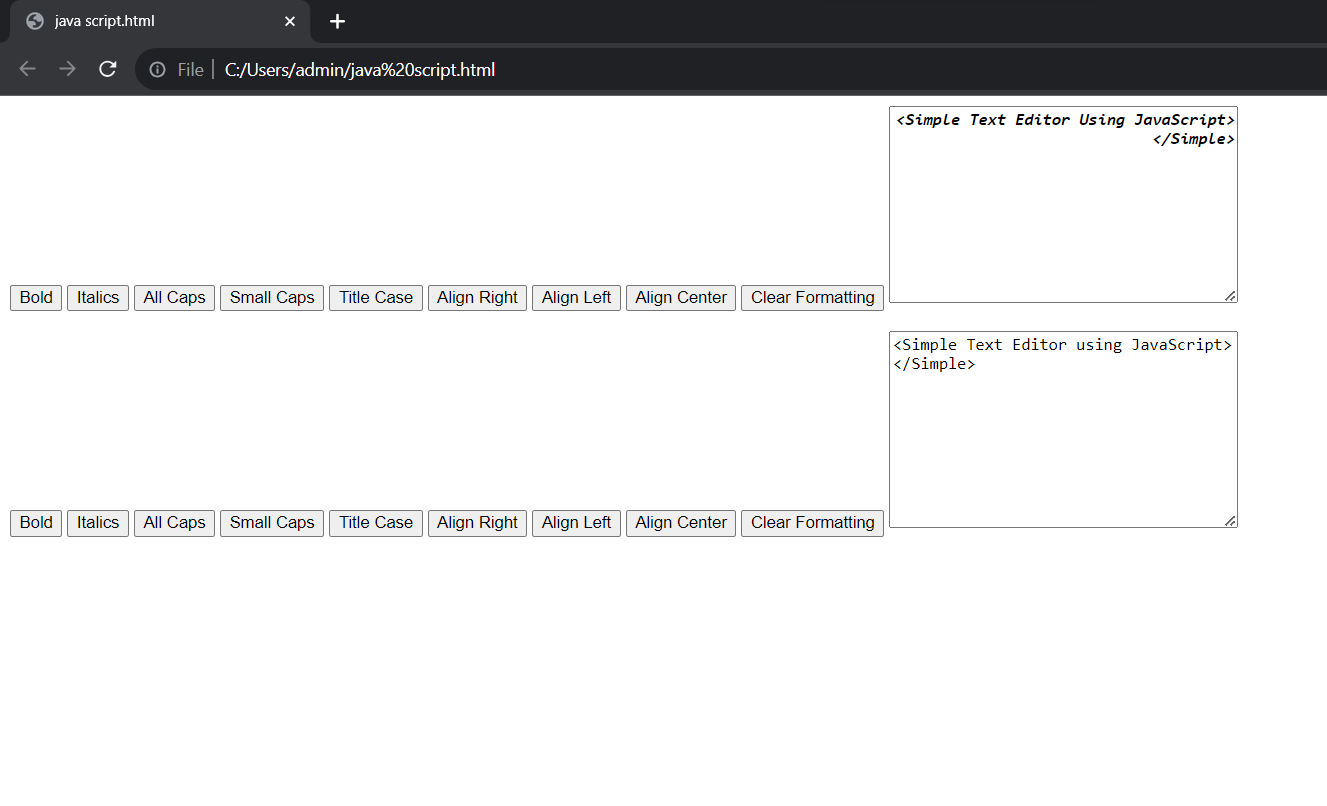 java script.html
File C:/Users/admin/java%20script.html
<Simple Text Editor Using JavaScript>
</Simple>
Bold Italics All Caps Small Caps Title Case Align Right Align Left Align Center Clear Formatting
<Simple Text Editor using JavaScript>
</Simple>
Bold Italics All Caps Small Caps Title Case Align Right Align Left Align Center Clear Formatting